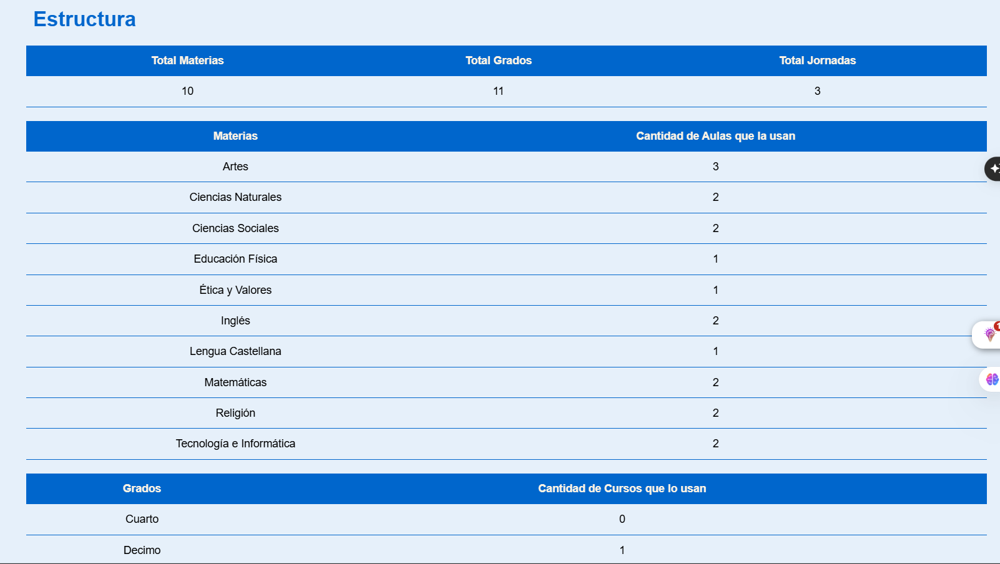 Estructura
Total Materias Total Grados Total Jornadas
10 11 3
Materias Cantidad de Aulas que la usan
Artes 3
Ciencias Naturales 2
Ciencias Sociales 2
Educación Física 1
Ética y Valores 1
Inglés 2
Lengua Castellana 1
Matemáticas 2
Religión 2
Tecnología e Informática 2
Grados Cantidad de Cursos que lo usan
Cuarto 0
Decimo 1